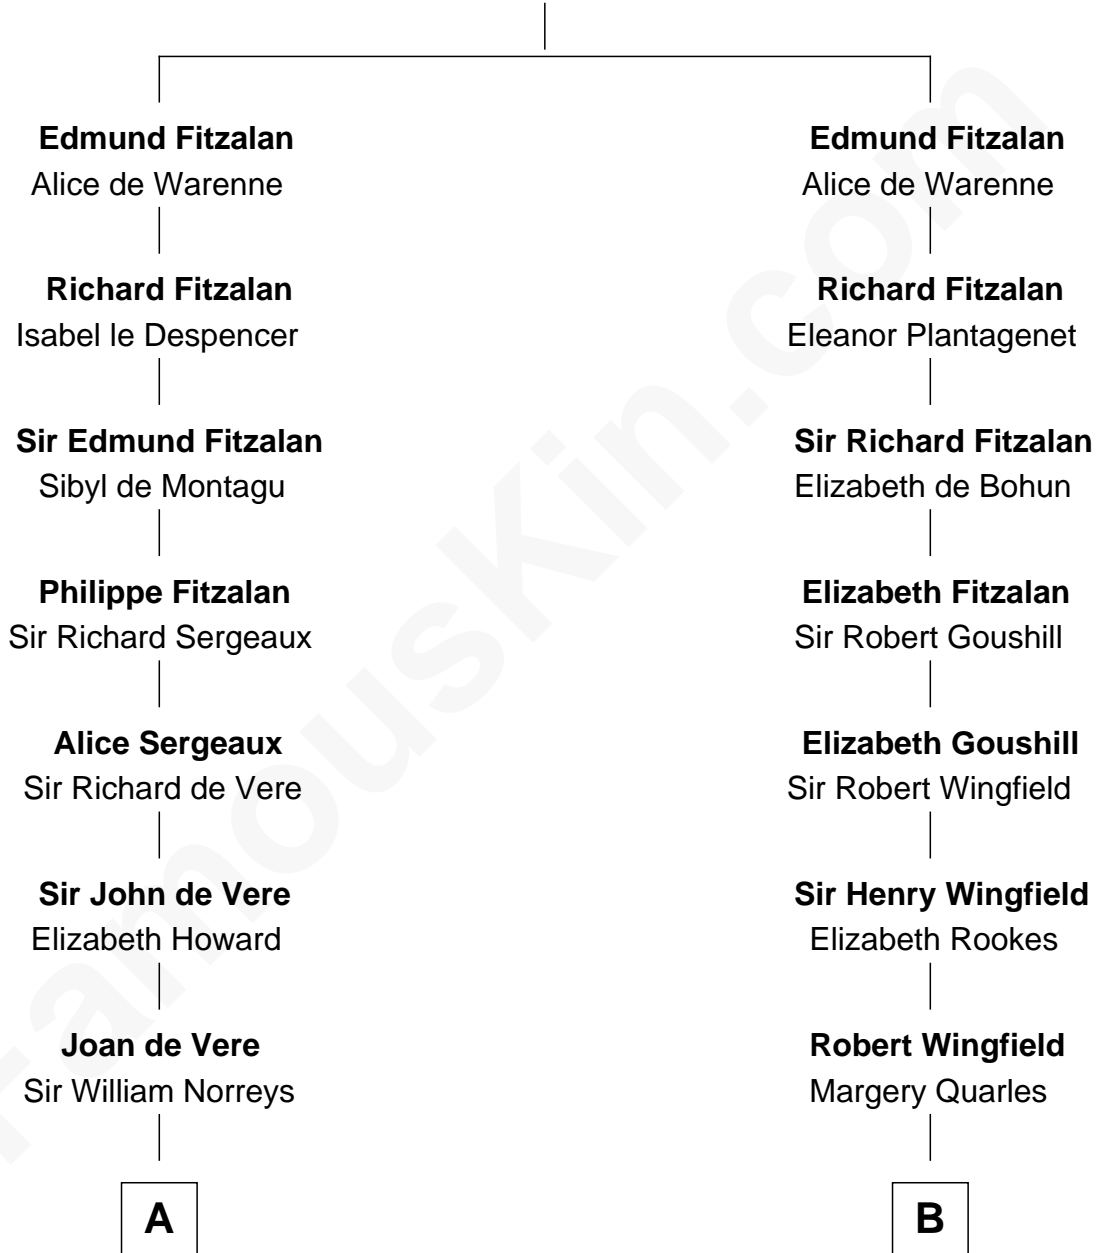 Edmund Fitzalan
Alice de Warenne
Richard Fitzalan
Isabel le Despencer
Sir Edmund Fitzalan
Sibyl de Montagu
Philippe Fitzalan
Sir Richard Sergeaux
Alice Sergeaux
Sir Richard de Vere
Sir John de Vere
Elizabeth Howard
Joan de Vere
Sir William Norreys
A
Edmund Fitzalan
Alice de Warenne
Richard Fitzalan
Eleanor Plantagenet
Sir Richard Fitzalan
Elizabeth de Bohun
Elizabeth Fitzalan
Sir Robert Goushill
Elizabeth Goushill
Sir Robert Wingfield
Sir Henry Wingfield
Elizabeth Rookes
Robert Wingfield
Margery Quarles
B
FamousKin.com